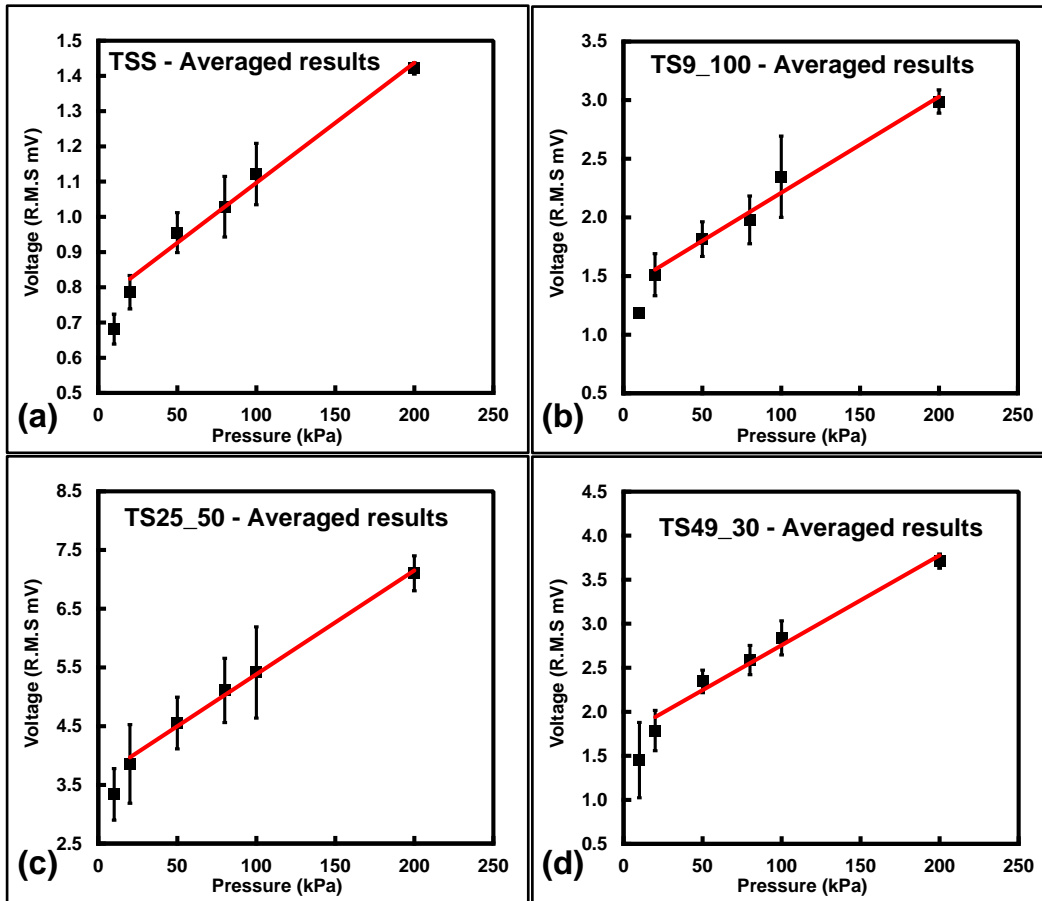 TSS - Averaged results
Voltage (R.M.S mV)
1.5
1.4
1.3
1.2
1.1
1.0
0.9
0.8
0.7
0.6
0.5
0 50 100 150 200 250
Pressure (kPa)
(a)
TS9_100 - Averaged results
Voltage (R.M.S mV)
3.5
3.0
2.5
2.0
1.5
1.0
0.5
0 50 100 150 200 250
Pressure (kPa)
(b)
TS25_50 - Averaged results
Voltage (R.M.S mV)
8.5
7.5
6.5
5.5
4.5
3.5
2.5
0 50 100 150 200 250
Pressure (kPa)
(c)
TS49_30 - Averaged results
Voltage (R.M.S mV)
4.5
4.0
3.5
3.0
2.5
2.0
1.5
1.0
0.5
0 50 100 150 200 250
Pressure (kPa)
(d)